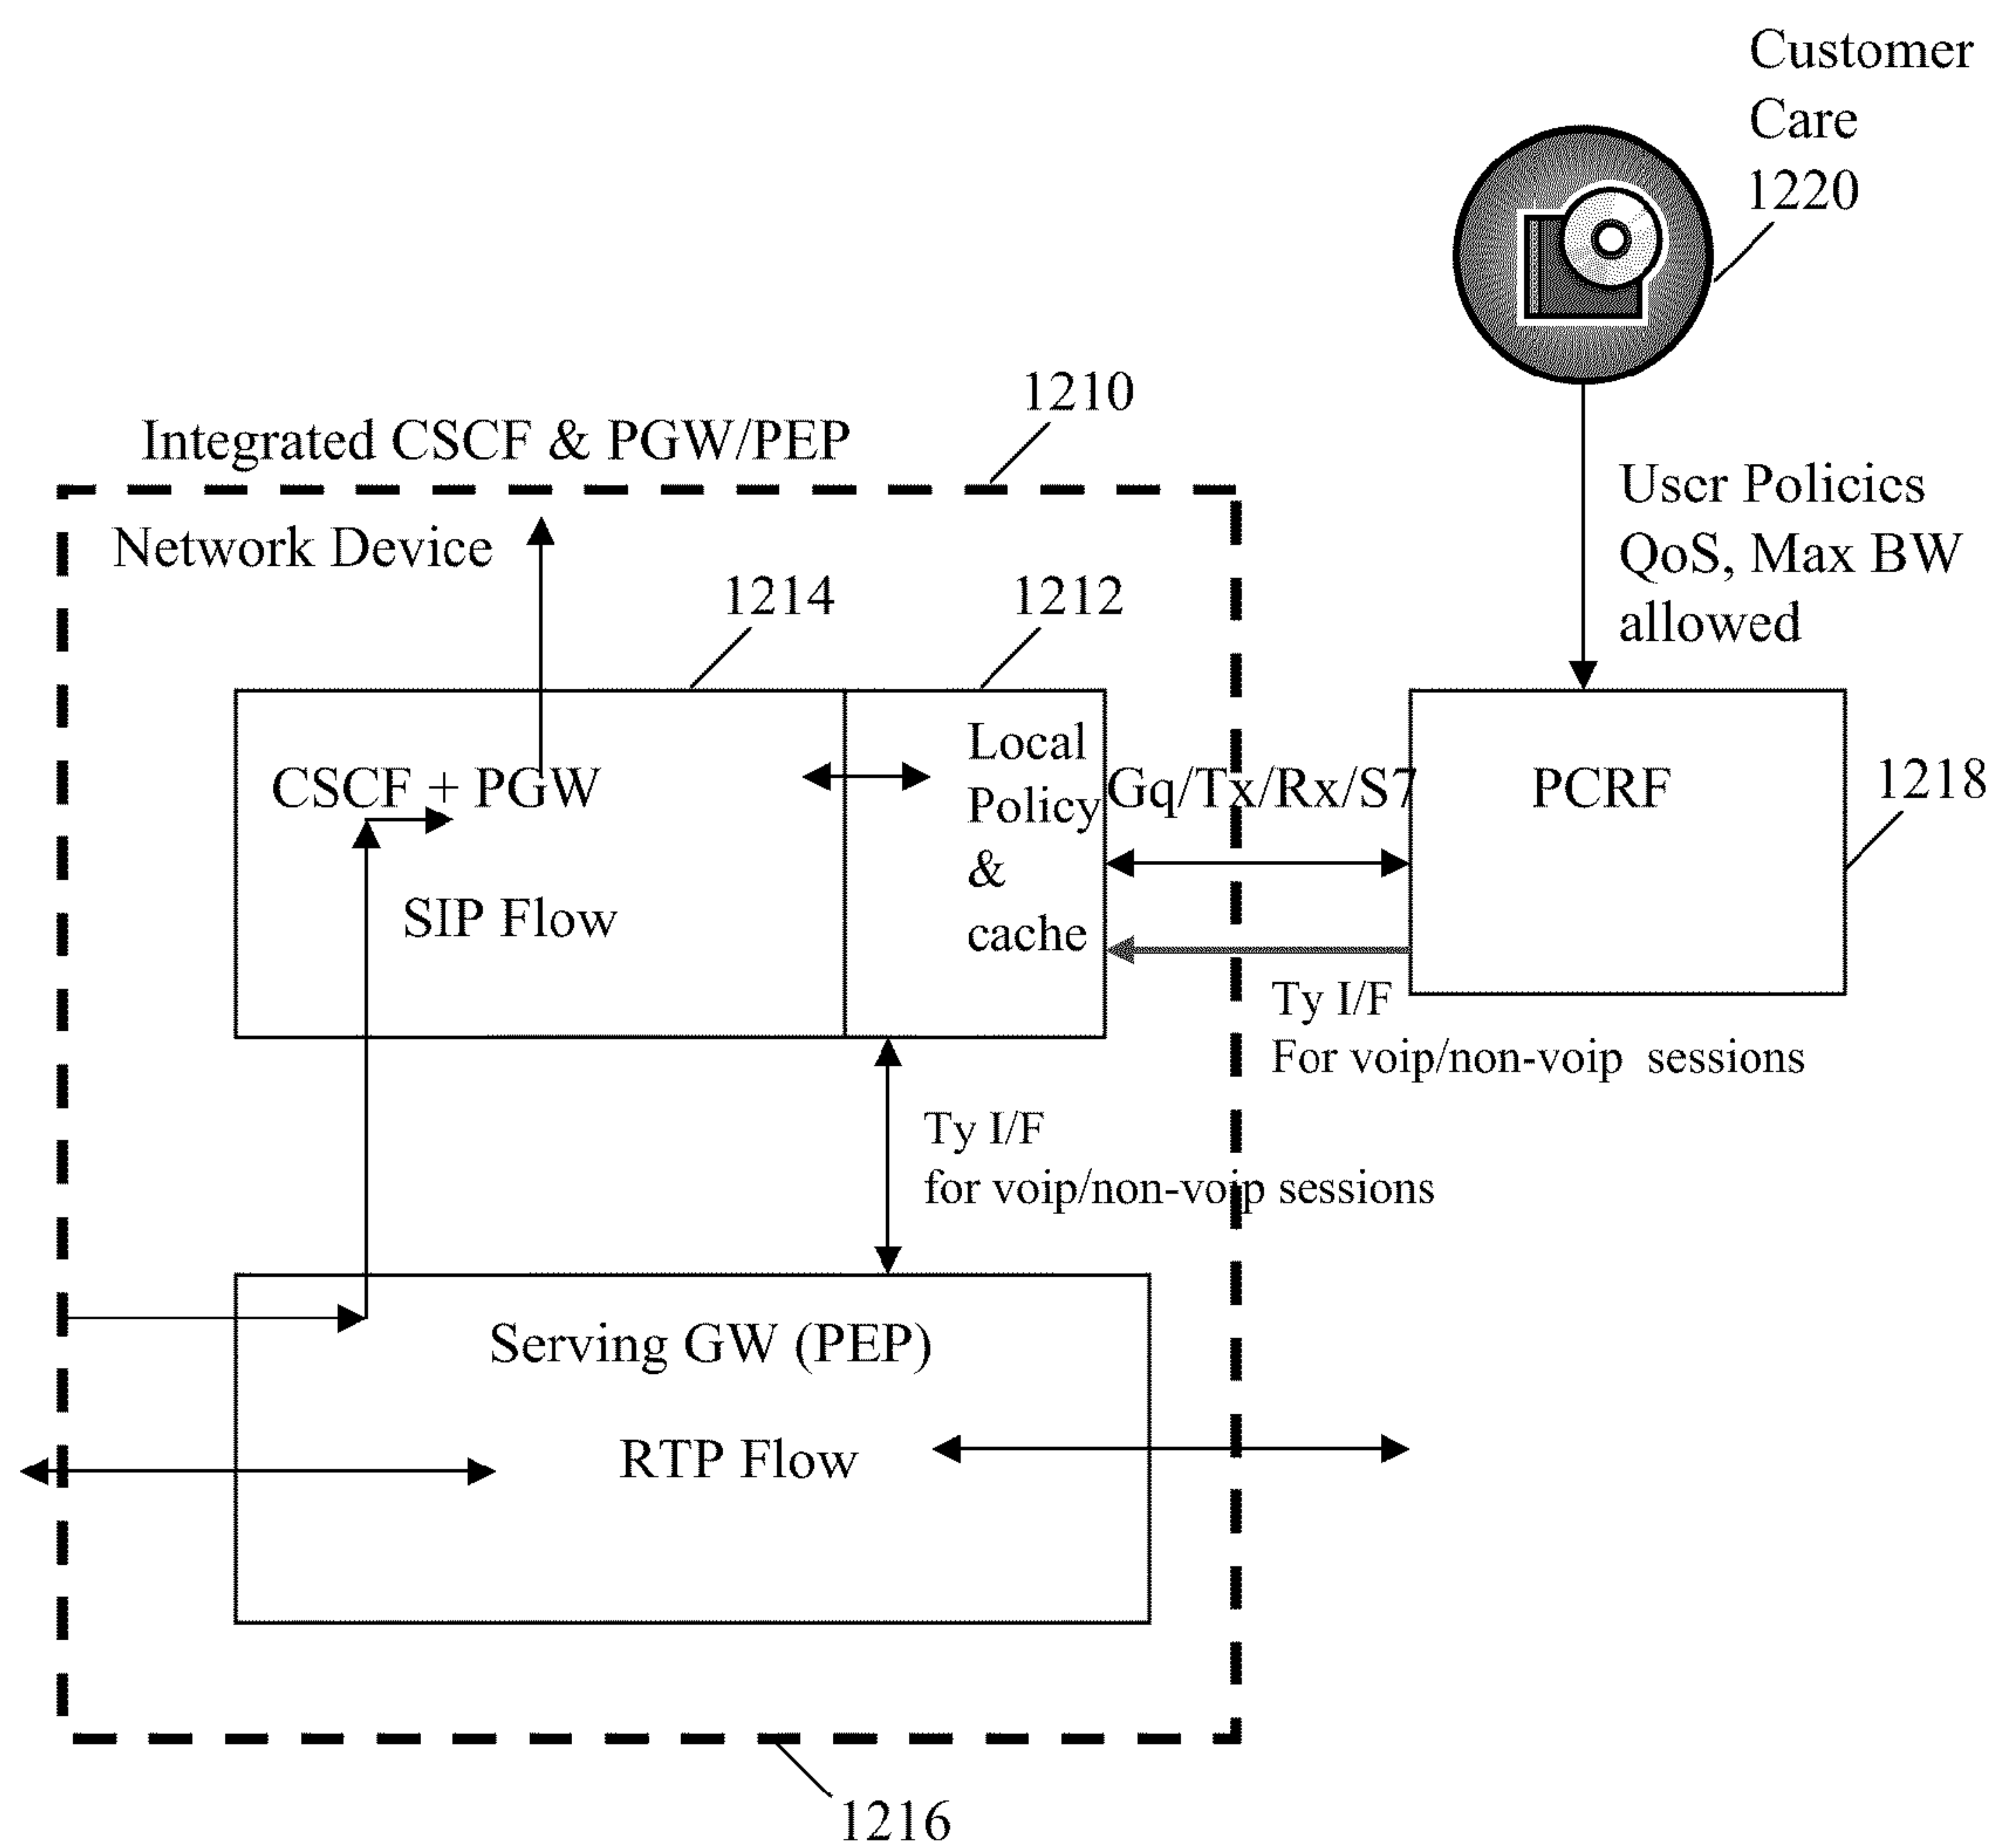 Customer
Care
1220
1210
Integrated CSCF & PGW/PEP
Network Device
User Policies
QoS, Max BW
allowed
1214
1212
CSCF + PGW
SIP Flow
Local
Policy
&
cache
Gq/Tx/Rx/S7
PCRF
1218
Ty I/F
For voip/non-voip sessions
Ty I/F
for voip/non-voip sessions
Serving GW (PEP)
RTP Flow
1216